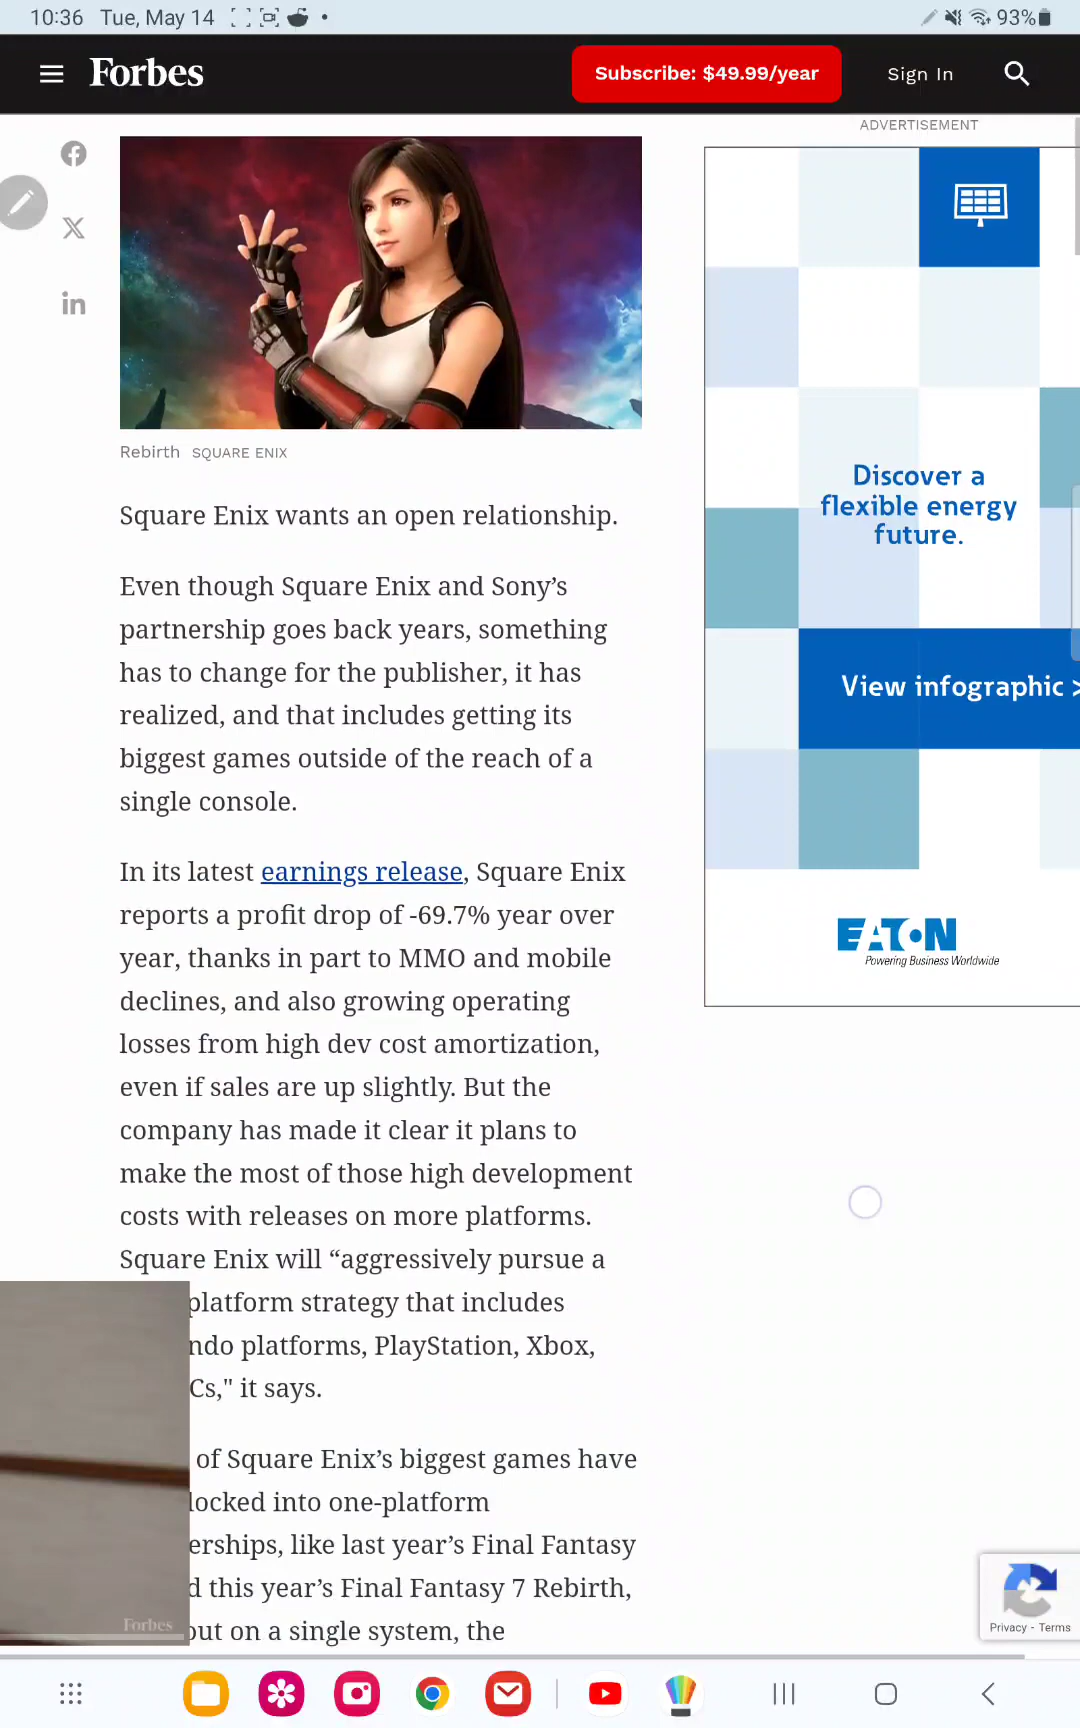 10:36 Tue, May 14
93%
Forbes
Subscribe: $49.99/year
Sign In
ADVERTISEMENT
Rebirth SQUARE ENIX
Square Enix wants an open relationship.
Even though Square Enix and Sony’s
partnership goes back years, something
has to change for the publisher, it has
realized, and that includes getting its
biggest games outside of the reach of a
single console.
In its latest earnings release, Square Enix
reports a profit drop of -69.7% year over
year, thanks in part to MMO and mobile
declines, and also growing operating
losses from high dev cost amortization,
even if sales are up slightly. But the
company has made it clear it plans to
make the most of those high development
costs with releases on more platforms.
Square Enix will “aggressively pursue a
platform strategy that includes
ndo platforms, PlayStation, Xbox,
Cs," it says.
of Square Enix’s biggest games have
locked into one-platform
erships, like last year’s Final Fantasy
d this year’s Final Fantasy 7 Rebirth,
out on a single system, the
Forbes
Discover a
flexible energy
future.
View infographic >
EATON
Powering Business Worldwide
Privacy - Terms